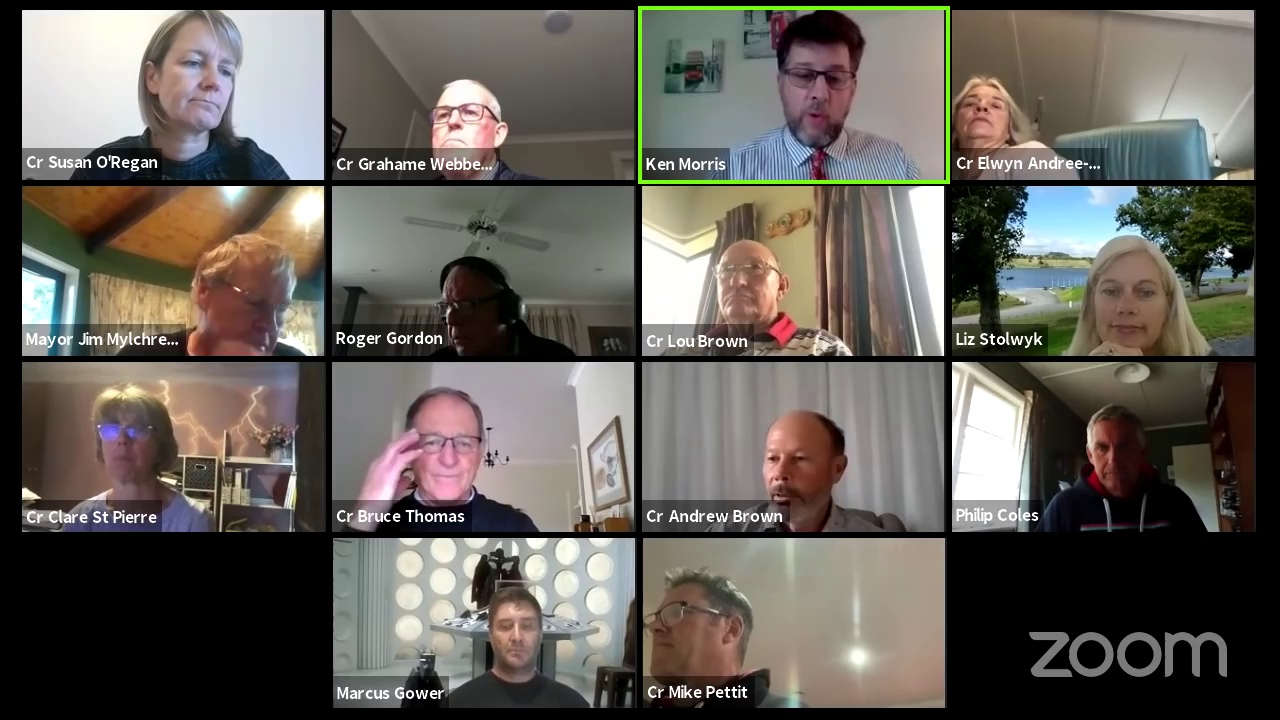 Cr Susan O'Regan
Cr Grahame Webbe...
Ken Morris
Cr Elwyn Andree-...
Mayor Jim Mylchre...
Roger Gordon
Cr Lou Brown
Liz Stolwyk
Cr Clare St Pierre
Cr Bruce Thomas
Cr Andrew Brown
Philip Coles
Marcus Gower
Cr Mike Pettit
zoom